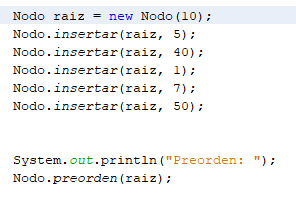 Nodo raiz = new Nodo(10);
Nodo.insertar(raiz, 5);
Nodo.insertar(raiz, 40);
Nodo.insertar(raiz, 1);
Nodo.insertar(raiz, 7);
Nodo.insertar(raiz, 50);
System.out.println("Preorden: ");
Nodo.preorden(raiz);